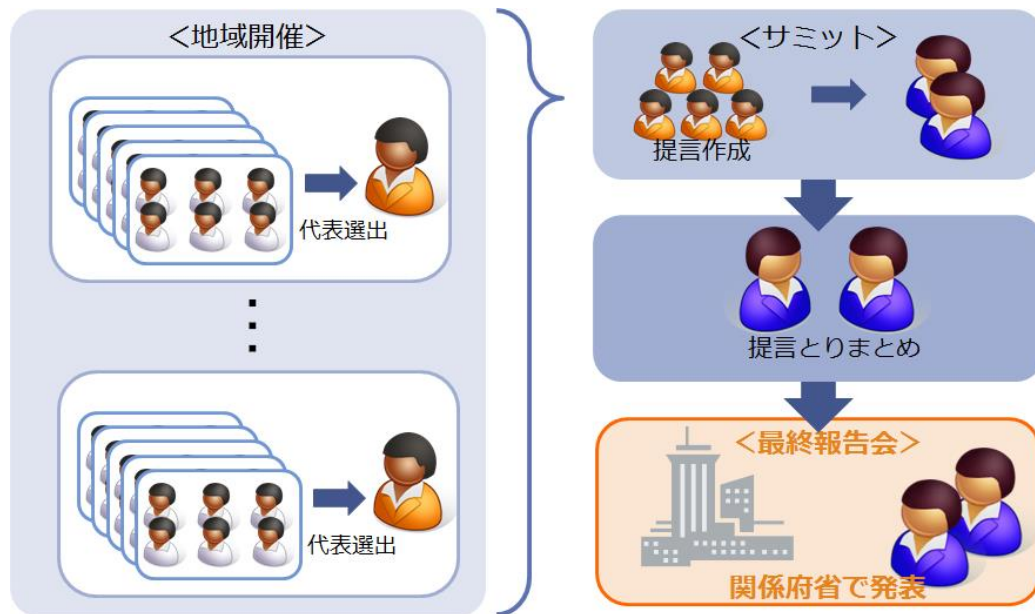 ＜地域開催＞
代表選出
代表選出
＜サミット＞
提言作成
提言とりまとめ
＜最終報告会＞
関係府省で発表